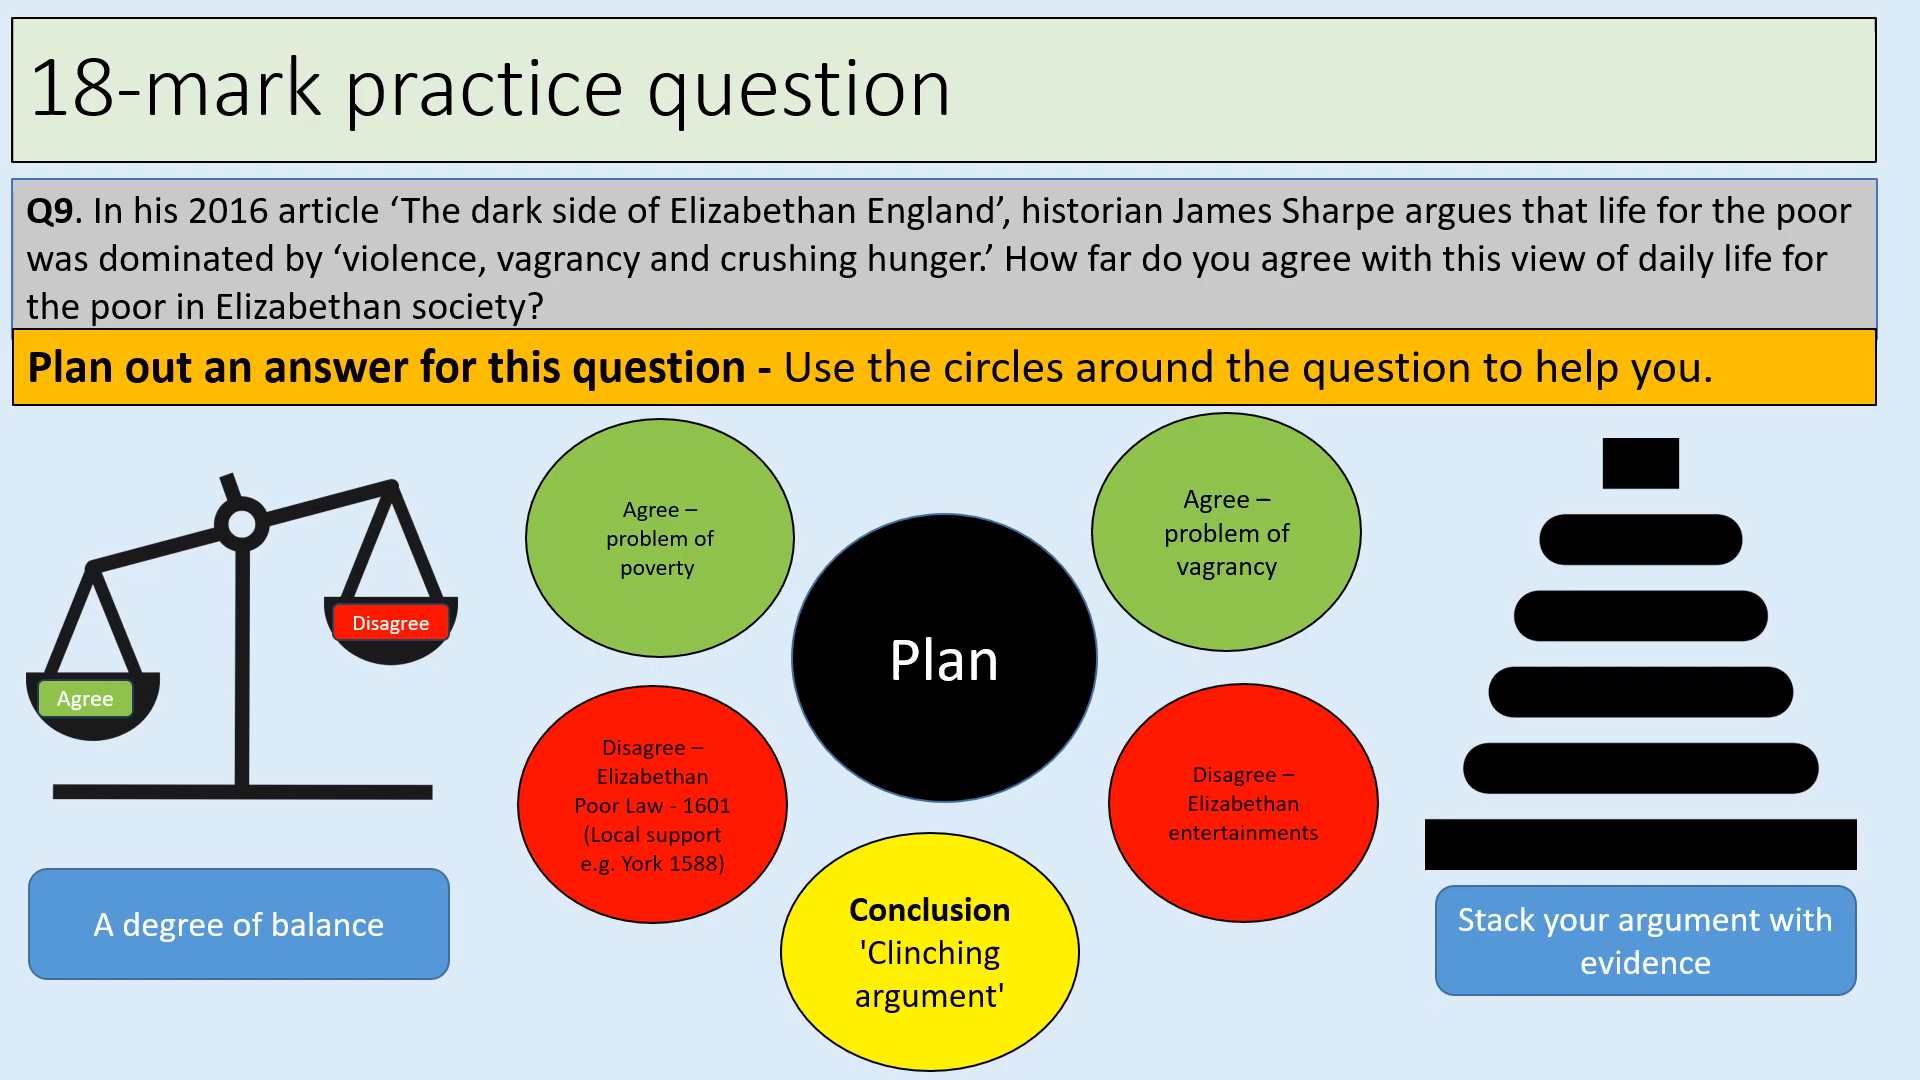 18-mark practice question
Q9. In his 2016 article ‘The dark side of Elizabethan England’, historian James Sharpe argues that life for the poor
was dominated by ‘violence, vagrancy and crushing hunger.’ How far do you agree with this view of daily life for
the poor in Elizabethan society?
Plan out an answer for this question - Use the circles around the question to help you.
Disagree
Agree
A degree of balance
Agree –
problem of
poverty
Agree –
problem of
vagrancy
Plan
Disagree –
Elizabethan
Poor Law - 1601
(Local support
e.g. York 1588)
Disagree –
Elizabethan
entertainments
Conclusion
'Clinching
argument'
Stack your argument with
evidence